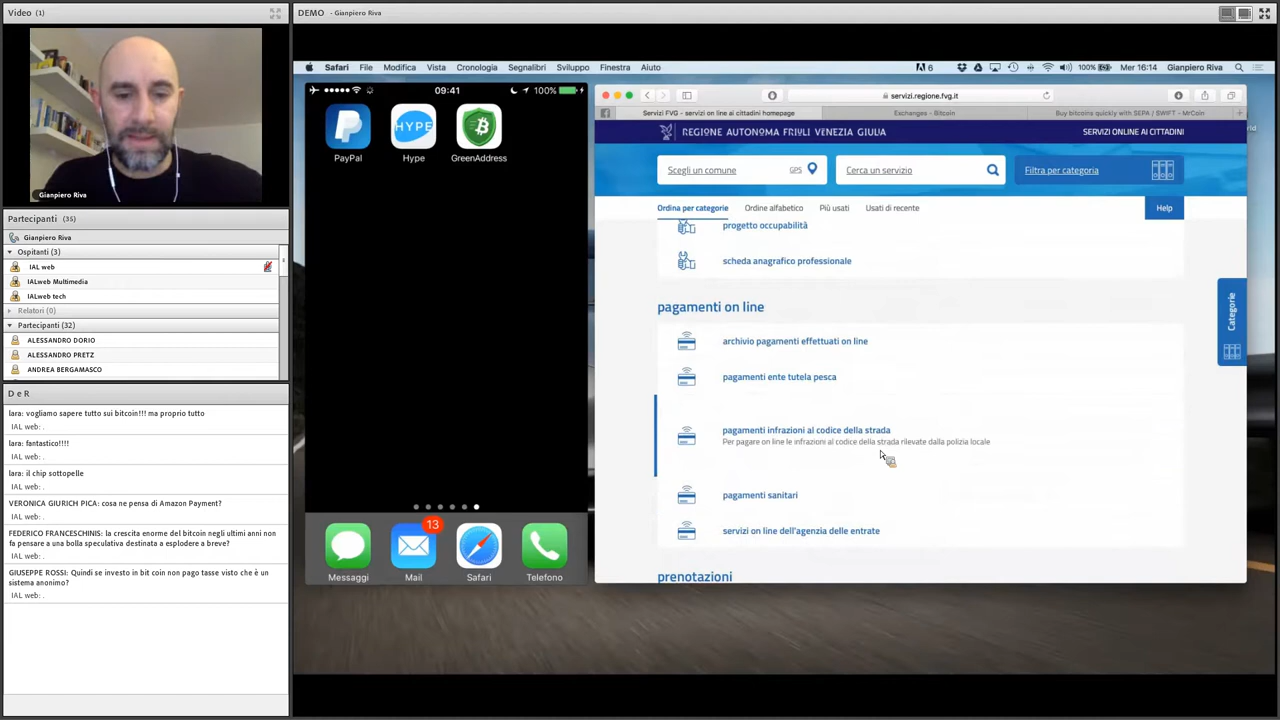 Video (1)
Gianpiero Riva
Partecipanti (35)
Gianpiero Riva
Ospitanti (3)
IAL web
IALweb Multimedia
IALweb tech
Relatori (0)
Partecipanti (32)
ALESSANDRO DORIO
ALESSANDRO PRETZ
ANDREA BERGAMASCO
D e R
lara: vogliamo sapere tutto sui bitcoin!!! ma proprio tutto
IAL web: .
lara: fantastico!!!!
IAL web: .
lara: il chip sottopelle
IAL web: .
VERONICA GIURICH PICA: cosa ne pensa di Amazon Payment?
IAL web: .
FEDERICO FRANCESCHINIS: la crescita enorme del bitcoin negli ultimi anni non
fa pensare a una bolla speculativa destinata a esplodere a breve?
IAL web: .
GIUSEPPE ROSSI: Quindi se investo in bit coin non pago tasse visto che è un
sistema anonimo?
IAL web: .
DEMO - Gianpiero Riva
Safari File Modifica Vista Cronologia Segnalibri Sviluppo Finestra Aiuto
6 100% Mer 16:14 Gianpiero Riva
09:41 100%
PayPal
HYPE
Hype
GreenAddress
13
Messaggi
Mail
Safari
Telefono
servizi.regione.fvg.it
Servizi FVG - servizi on line ai cittadini homepage
Exchanges - Bitcoin
Buy bitcoins quickly with SEPA / SWIFT - MrCoin
REGIONE AUTONOMA FRIULI VENEZIA GIULIA
SERVIZI ONLINE AI CITTADINI
Scegli un comune GPS
Cerca un servizio
Filtra per categoria
Ordina per categorie
Ordine alfabetico
Più usati
Usati di recente
Help
progetto occupabilità
scheda anagrafico professionale
Categorie
pagamenti on line
archivio pagamenti effettuati on line
pagamenti ente tutela pesca
pagamenti infrazioni al codice della strada
Per pagare on line le infrazioni al codice della strada rilevate dalla polizia locale
pagamenti sanitari
servizi on line dell'agenzia delle entrate
prenotazioni